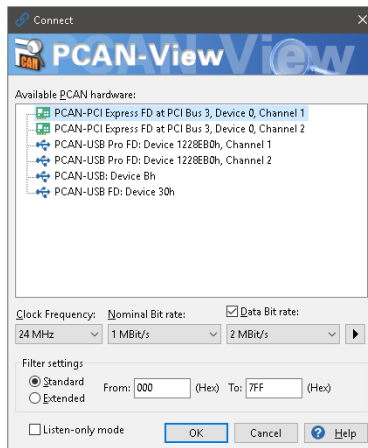 Connect
PCAN-View
View
CAN
Available PCAN hardware:
PCAN-PCI Express FD at PCI Bus 3, Device 0, Channel 1
PCAN-PCI Express FD at PCI Bus 3, Device 0, Channel 2
PCAN-USB Pro FD: Device 1228EB0h, Channel 1
PCAN-USB Pro FD: Device 1228EB0h, Channel 2
PCAN-USB: Device Bh
PCAN-USB FD: Device 30h
Clock Frequency: Nominal Bit rate: Data Bit rate:
24 MHz 1 MBit/s 2 MBit/s
Filter settings
Standard
From: 000 (Hex) To: 7FF (Hex)
Extended
Listen-only mode OK Cancel Help